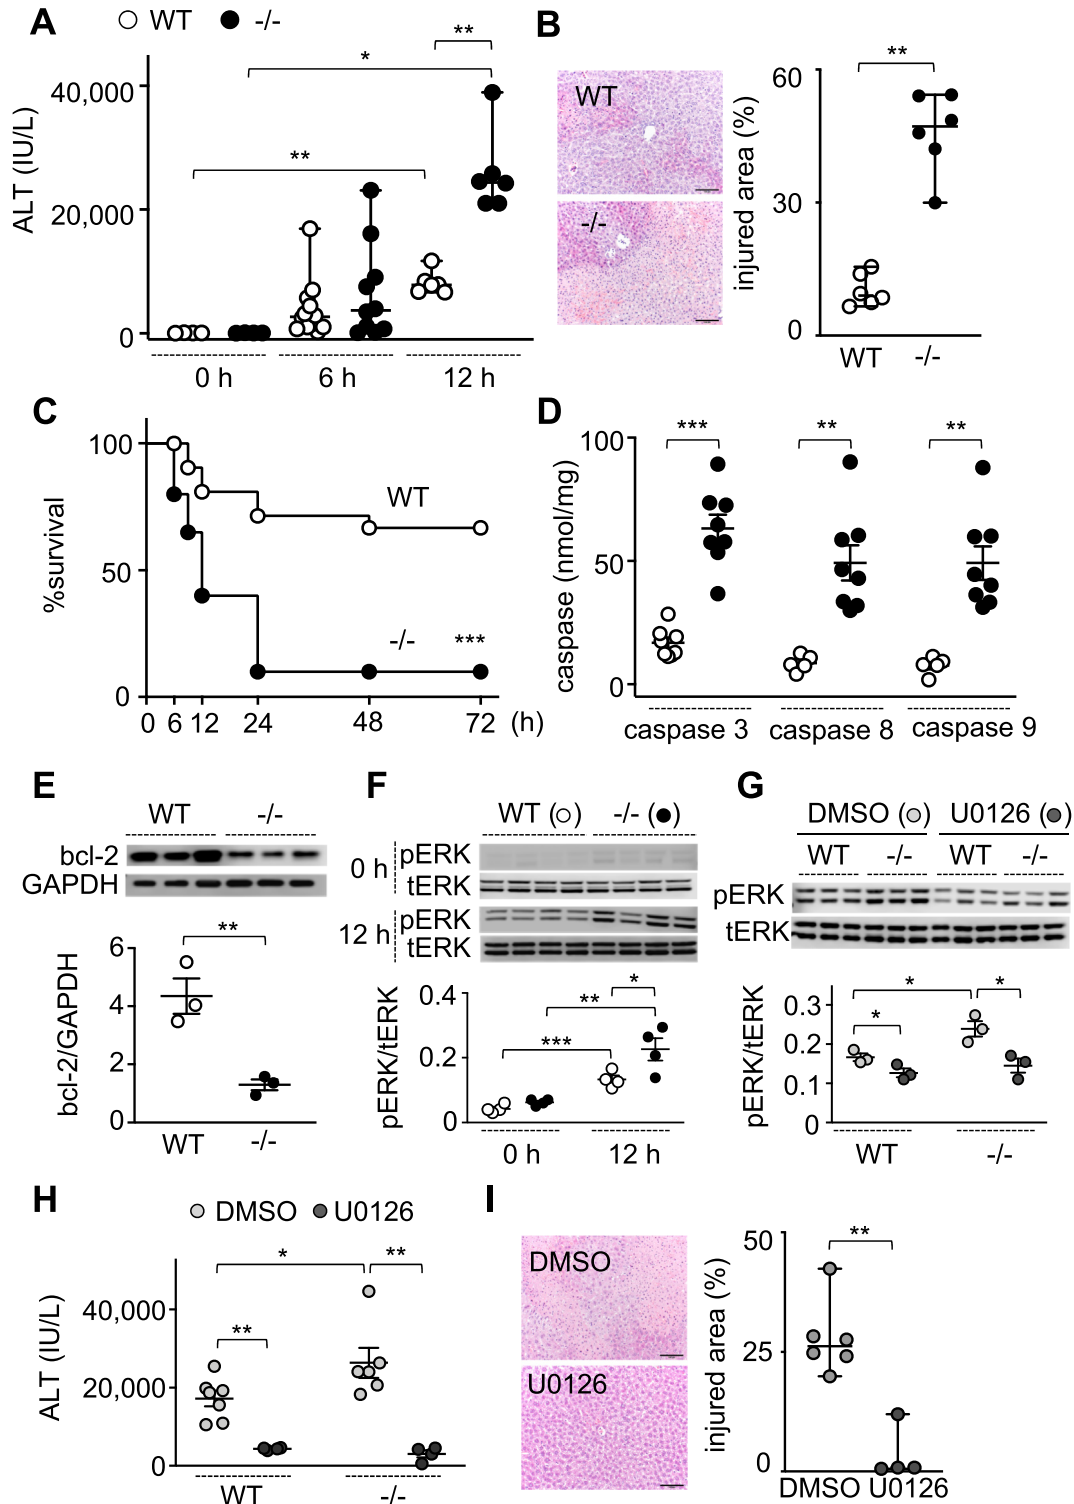 A
WT -/-
**
*
**
ALT (IU/L)
40,000
20,000
0
0 h 6 h 12 h
B
WT
-/-
**
injured area (%)
60
30
0
WT -/-
C
%survival
100
50
0
WT
-/- ***
0 6 12 24 48 72 (h)
D
caspase (nmol/mg)
100
50
0
*** ** **
caspase 3 caspase 8 caspase 9
E
WT -/-
bcl-2
GAPDH
**
bcl-2/GAPDH
6
4
2
0
WT -/-
F
WT (○) -/- (●)
0 h
pERK
tERK
12 h
pERK
tERK
pERK/tERK
0.4
0.2
0
*
**
***
0 h 12 h
G
DMSO (○) U0126 (●)
WT -/- WT -/-
pERK
tERK
pERK/tERK
0.3
0.2
0.1
0
* *
*
WT -/-
H
DMSO U0126
* **
**
ALT (IU/L)
40,000
20,000
0
WT -/-
I
DMSO
U0126
**
injured area (%)
50
25
0
DMSO U0126